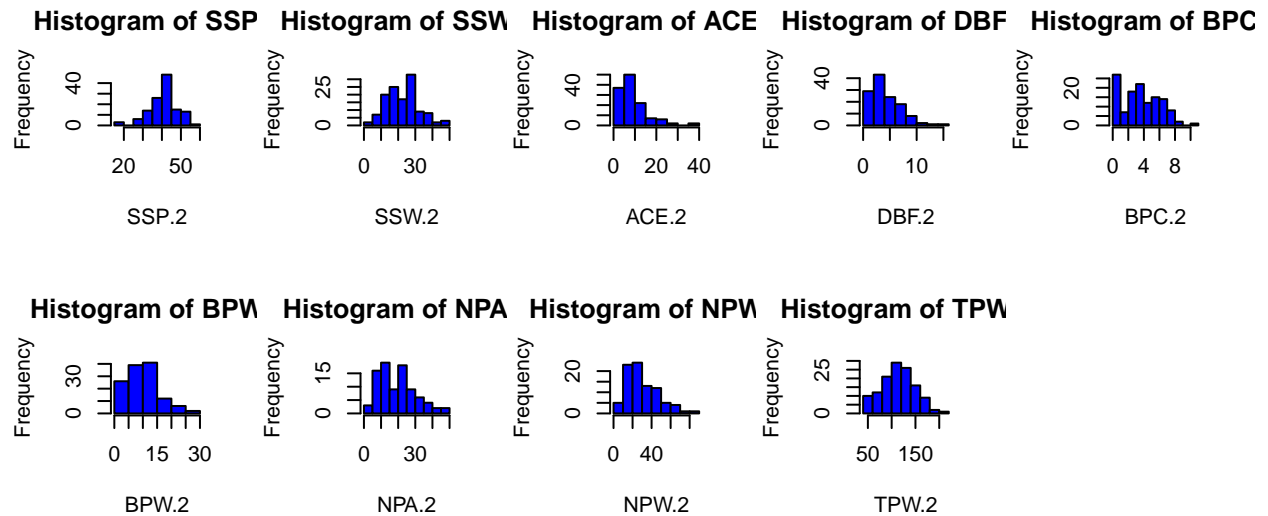 Histogram of SSP
Frequency
0 40
20 50
SSP.2
Histogram of SSW
Frequency
0 25
0 30
SSW.2
Histogram of ACE
Frequency
0 40
0 20 40
ACE.2
Histogram of DBF
Frequency
0 40
0 10
DBF.2
Histogram of BPC
Frequency
0 20
0 4 8
BPC.2
Histogram of BPW
Frequency
0 30
0 15 30
BPW.2
Histogram of NPA
Frequency
0 15
0 30
NPA.2
Histogram of NPW
Frequency
0 20
0 40
NPW.2
Histogram of TPW
Frequency
0 25
50 150
TPW.2